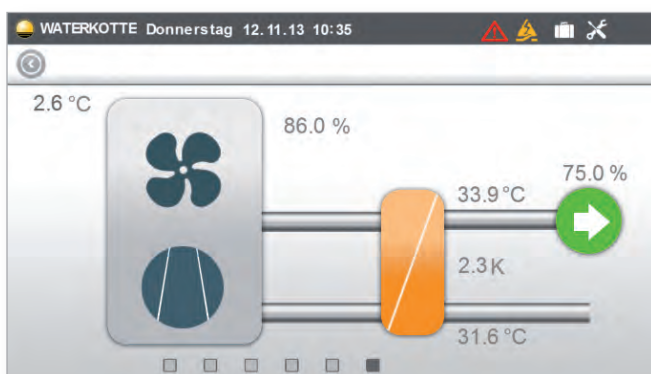 WATERKOTTE Donnerstag 12.11.13 10:35
2.6 °C
86.0 %
75.0 %
33.9 °C
2.3 K
31.6 °C